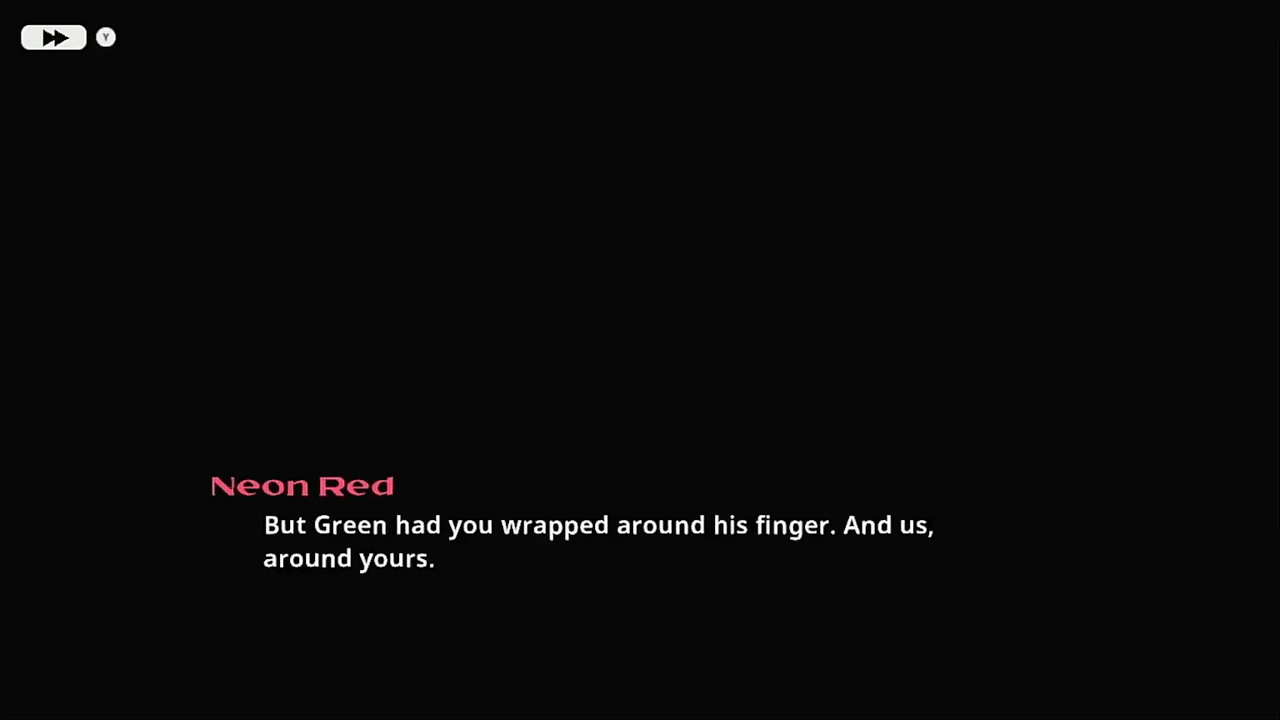 Y
Neon Red
But Green had you wrapped around his finger. And us,
around yours.